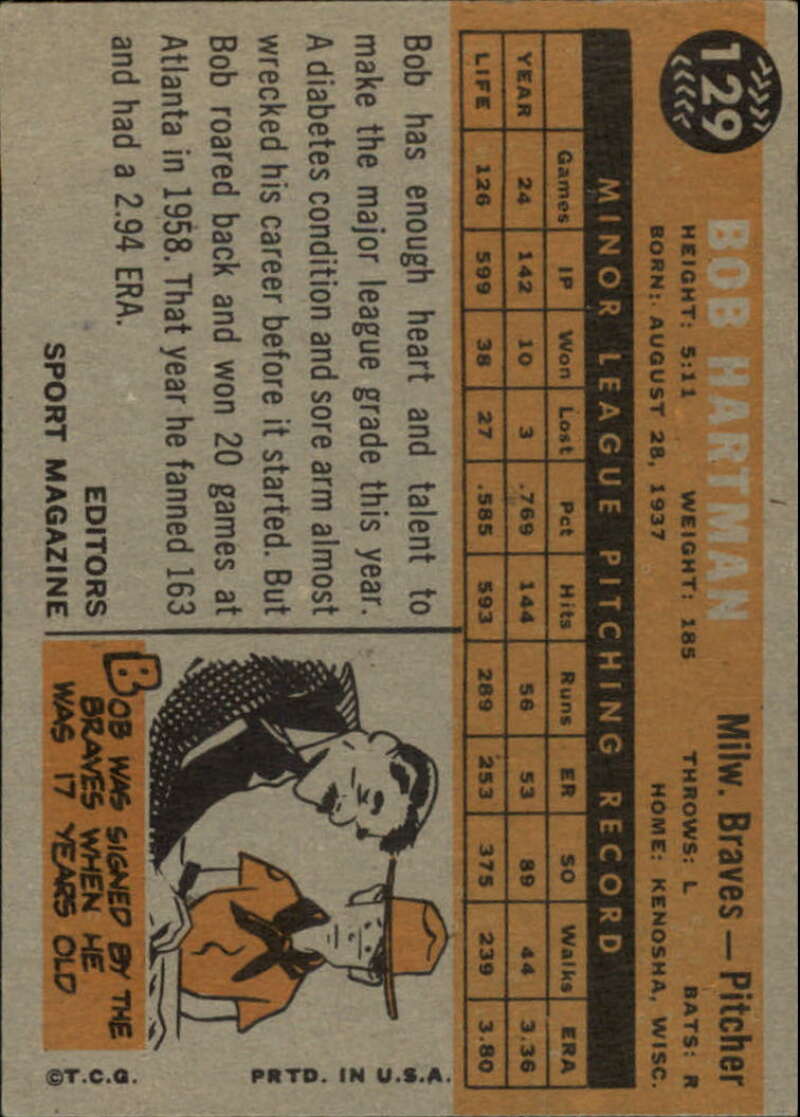 129
BOB HARTMAN
Milw. Braves — Pitcher
HEIGHT: 5:11 WEIGHT: 185 THROWS: L BATS: R
BORN: AUGUST 28, 1937 HOME: KENOSHA, WISC.
MINOR LEAGUE PITCHING RECORD
Games IP Won Lost Pct Hits Runs ER SO Walks ERA
YEAR 24 142 10 3 .769 144 56 53 89 44 3.36
LIFE 126 599 38 27 .585 593 289 253 375 239 3.80
Bob has enough heart and talent to
make the major league grade this year.
A diabetes condition and sore arm almost
wrecked his career before it started. But
Bob roared back and won 20 games at
Atlanta in 1958. That year he fanned 163
and had a 2.94 ERA.
EDITORS
SPORT MAGAZINE
BOB WAS SIGNED BY THE
BRAVES WHEN HE
WAS 17 YEARS OLD
©T.C.G.
PRTD. IN U.S.A.